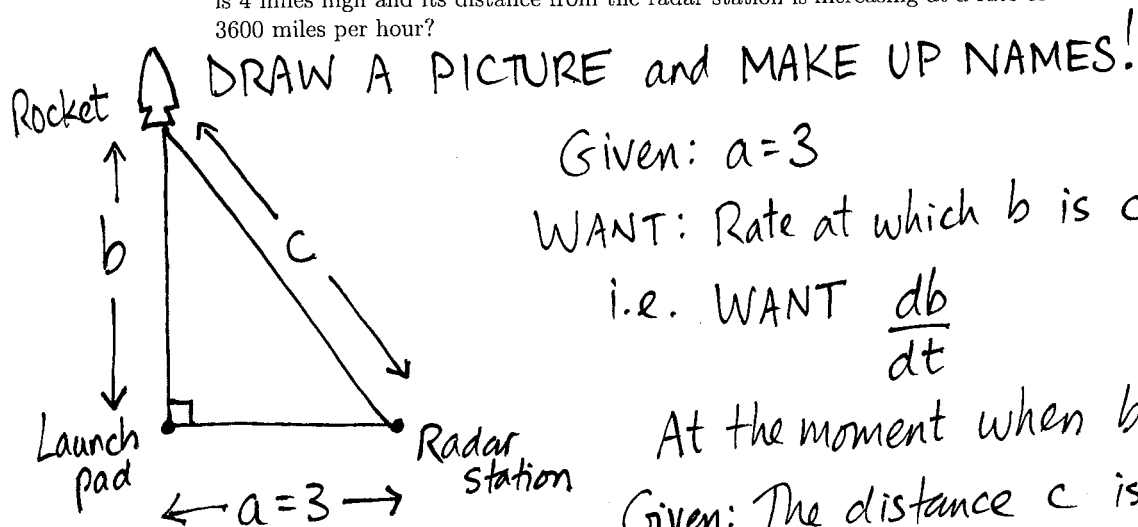 is 4 miles high and its distance from the radar station is increasing at a rate of
3600 miles per hour?
DRAW A PICTURE and MAKE UP NAMES!
Rocket
b
c
Launch
pad
Radar
station
← a=3 →
Given: a=3
WANT: Rate at which b is c
i.e. WANT db/dt
At the moment when b
Given: The distance c is